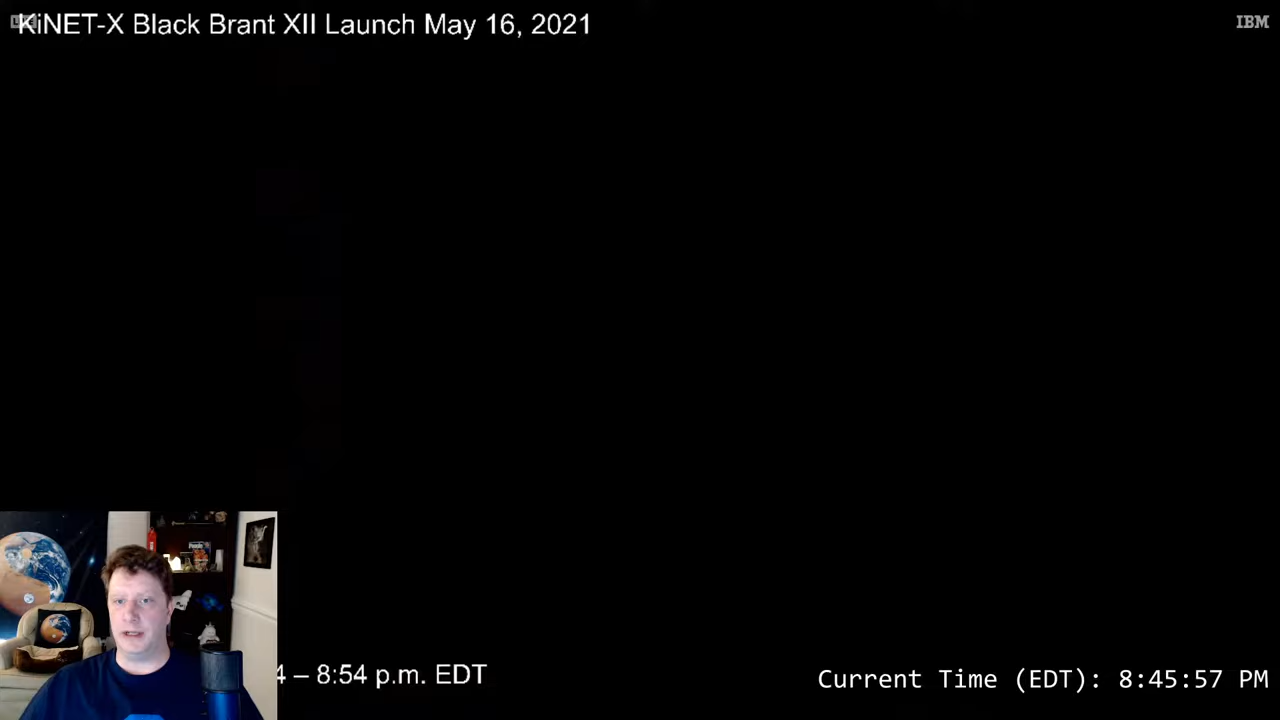 KiNET-X Black Brant XII Launch May 16, 2021
IBM
4 – 8:54 p.m. EDT
Current Time (EDT): 8:45:57 PM